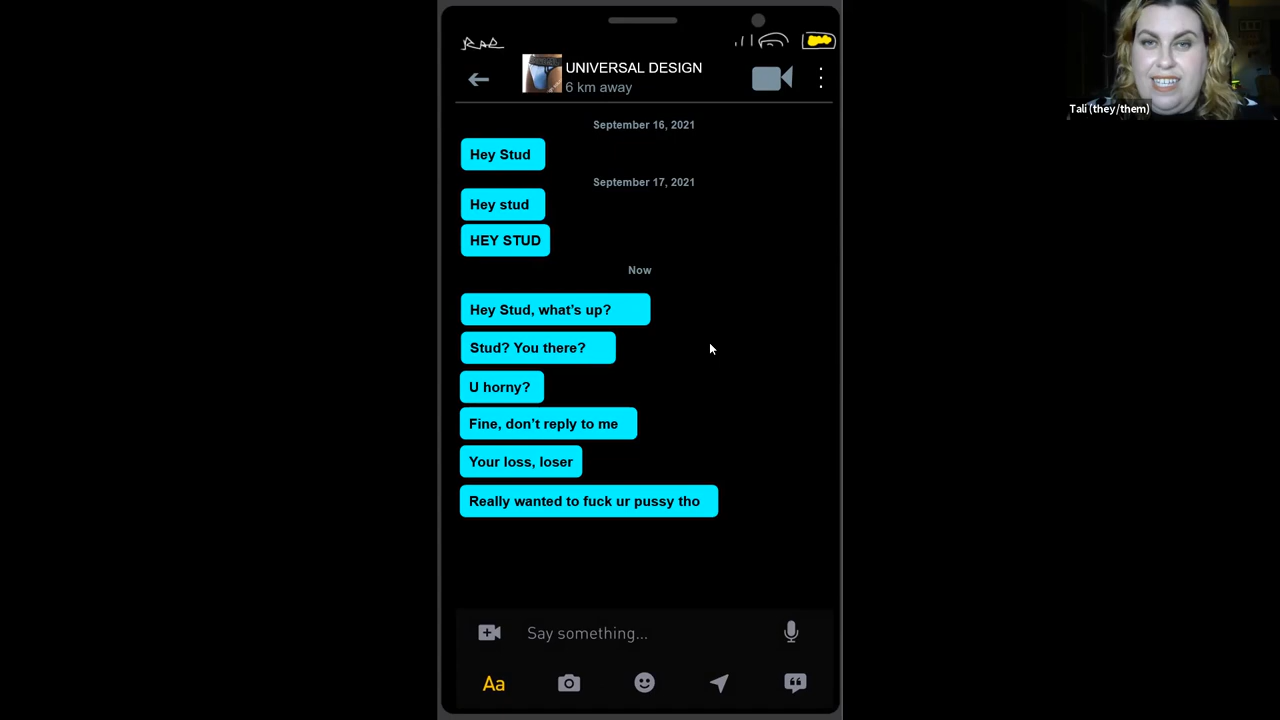 RAR
UNIVERSAL DESIGN
6 km away
Tali (they/them)
September 16, 2021
Hey Stud
September 17, 2021
Hey stud
HEY STUD
Now
Hey Stud, what's up?
Stud? You there?
U horny?
Fine, don't reply to me
Your loss, loser
Really wanted to fuck ur pussy tho
Say something...
Aa